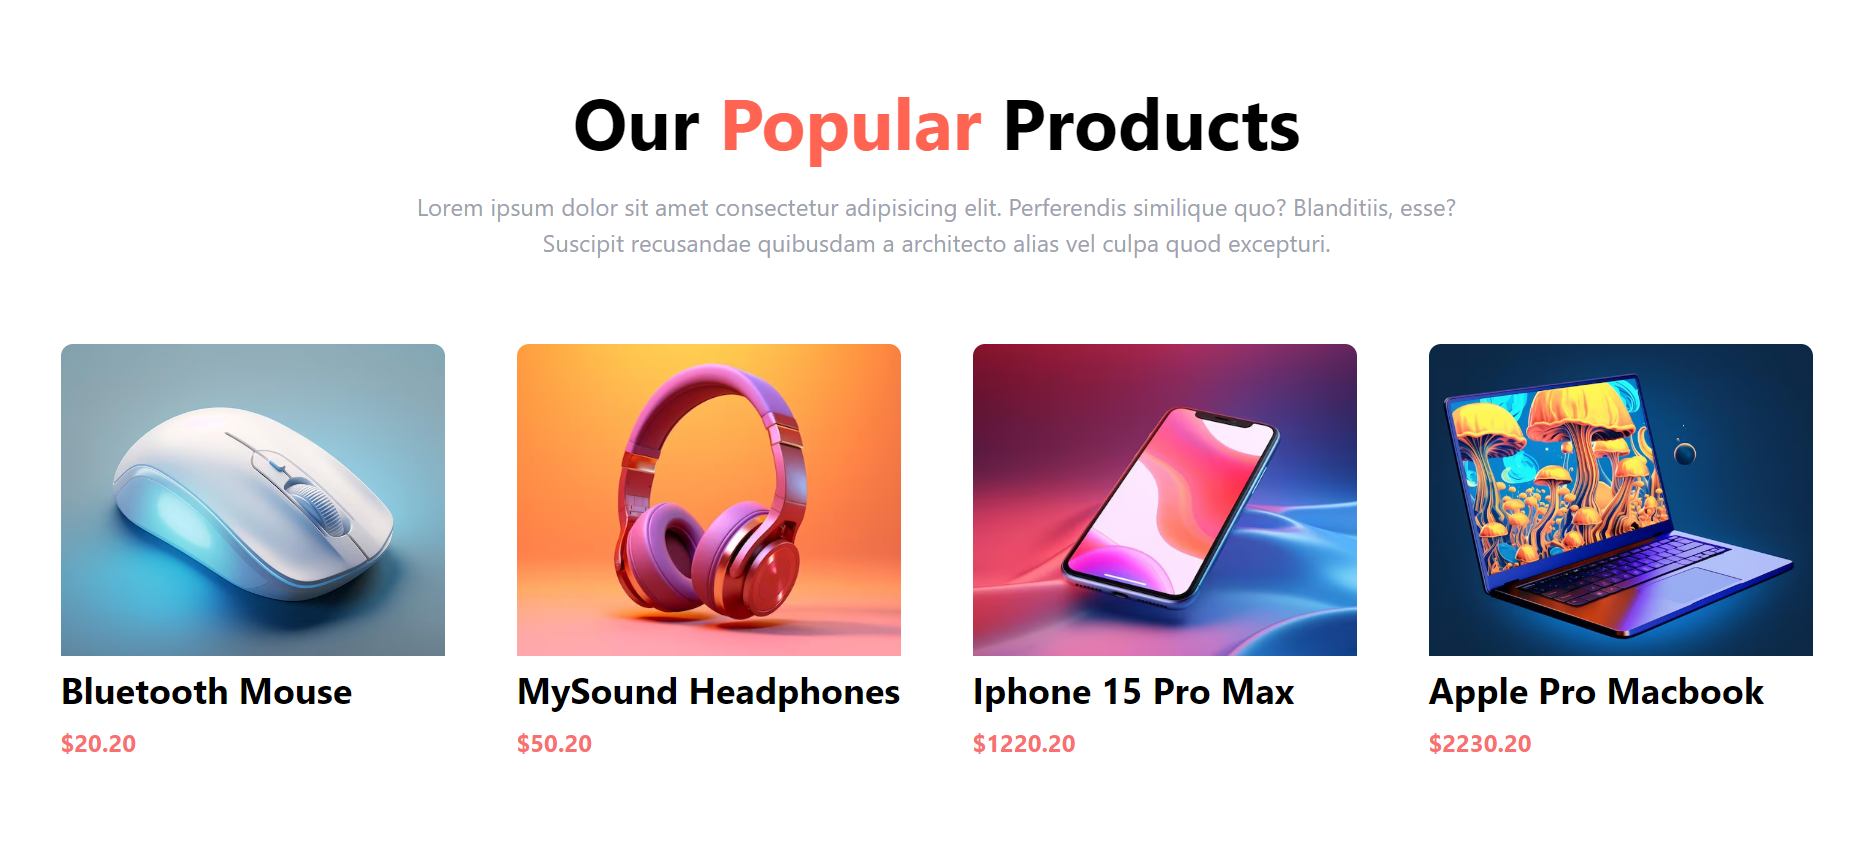 Our Popular Products
Lorem ipsum dolor sit amet consectetur adipisicing elit. Perferendis similique quo? Blanditiis, esse?
Suscipit recusandae quibusdam a architecto alias vel culpa quod excepturi.
Bluetooth Mouse
$20.20
MySound Headphones
$50.20
Iphone 15 Pro Max
$1220.20
Apple Pro Macbook
$2230.20